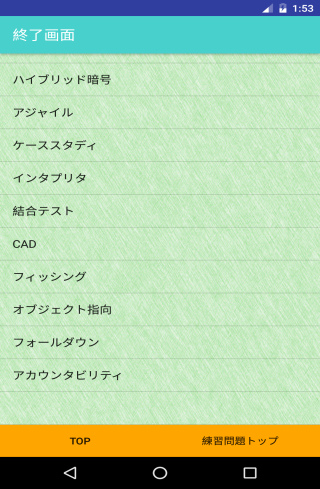 1:53
終了画面
ハイブリッド暗号
アジャイル
ケーススタディ
インタプリタ
結合テスト
CAD
フィッシング
オブジェクト指向
フォールダウン
アカウンタビリティ
TOP
練習問題トップ